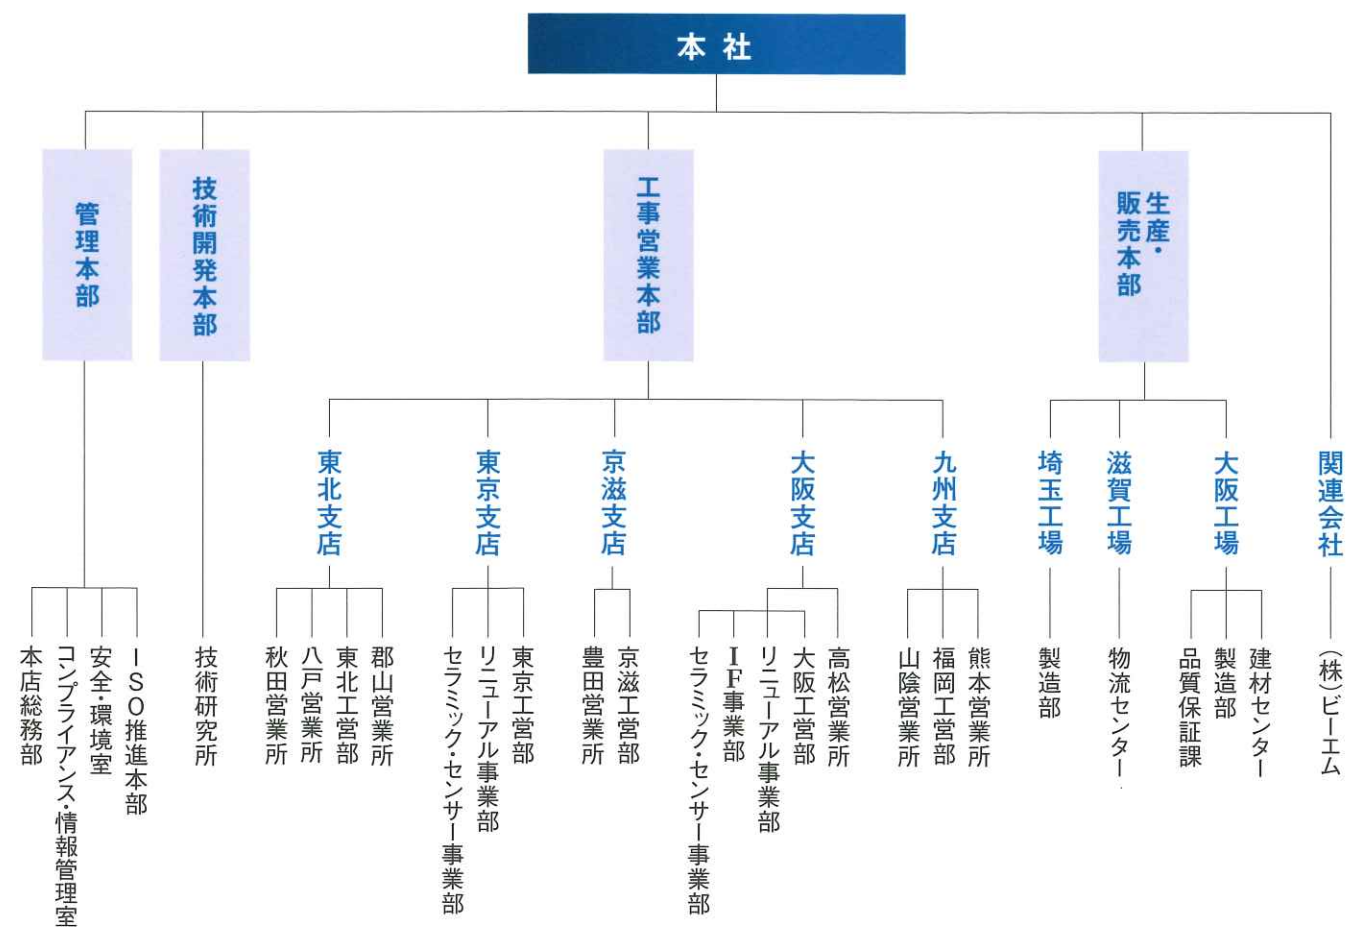 本社
管理本部
技術開発本部
工事営業本部
生産・
販売本部
東北支店
東京支店
京滋支店
大阪支店
九州支店
埼玉工場
滋賀工場
大阪工場
関連会社
本店総務部
コンプライアンス・情報管理室
安全・環境室
ISO推進本部
技術研究所
秋田営業所
八戸営業所
東北工営部
郡山営業所
セラミック・センサー事業部
リニューアル事業部
東京工営部
豊田営業所
京滋工営部
セラミック・センサー事業部
IF事業部
リニューアル事業部
大阪工営部
高松営業所
山陰営業所
福岡工営部
熊本営業所
製造部
物流センター
品質保証課
製造部
建材センター
(株)ビーエム